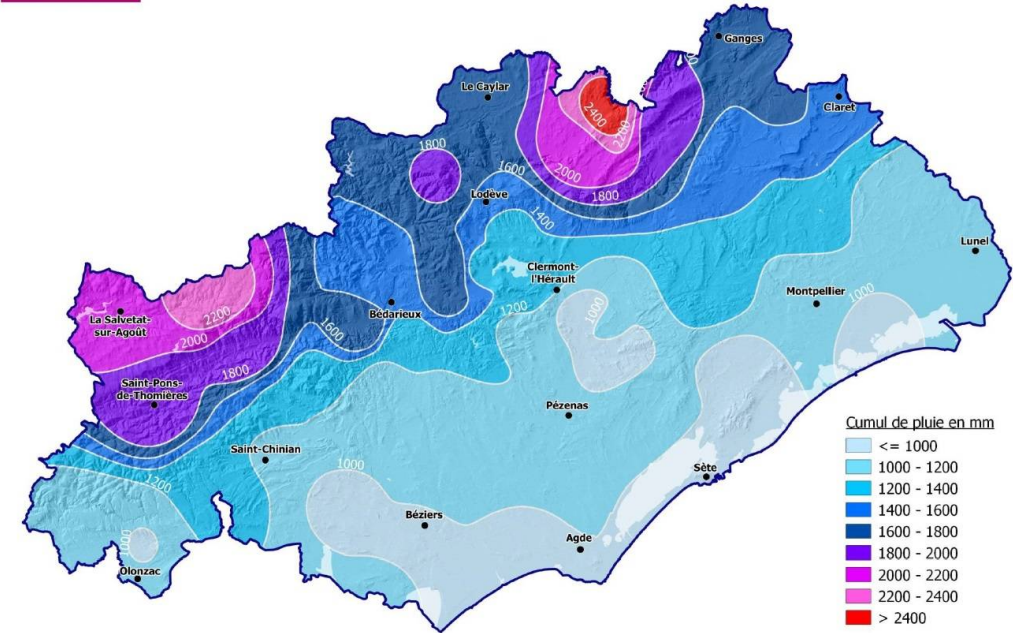 Ganges
Le Caylar
Claret
2400
2200
2000
1800
1800
1600
Lodève
1400
Lunel
Clermont-
l'Hérault
Montpellier
1000
1000
1200
Bédarieux
1600
2200
La Salvetat-
sur-Agoût
2000
1800
Saint-Pons-
de-Thomières
Pézenas
Saint-Chinian
1200
1000
Sète
Béziers
Agde
1000
Olonzac
Cumul de pluie en mm
<= 1000
1000 - 1200
1200 - 1400
1400 - 1600
1600 - 1800
1800 - 2000
2000 - 2200
2200 - 2400
> 2400